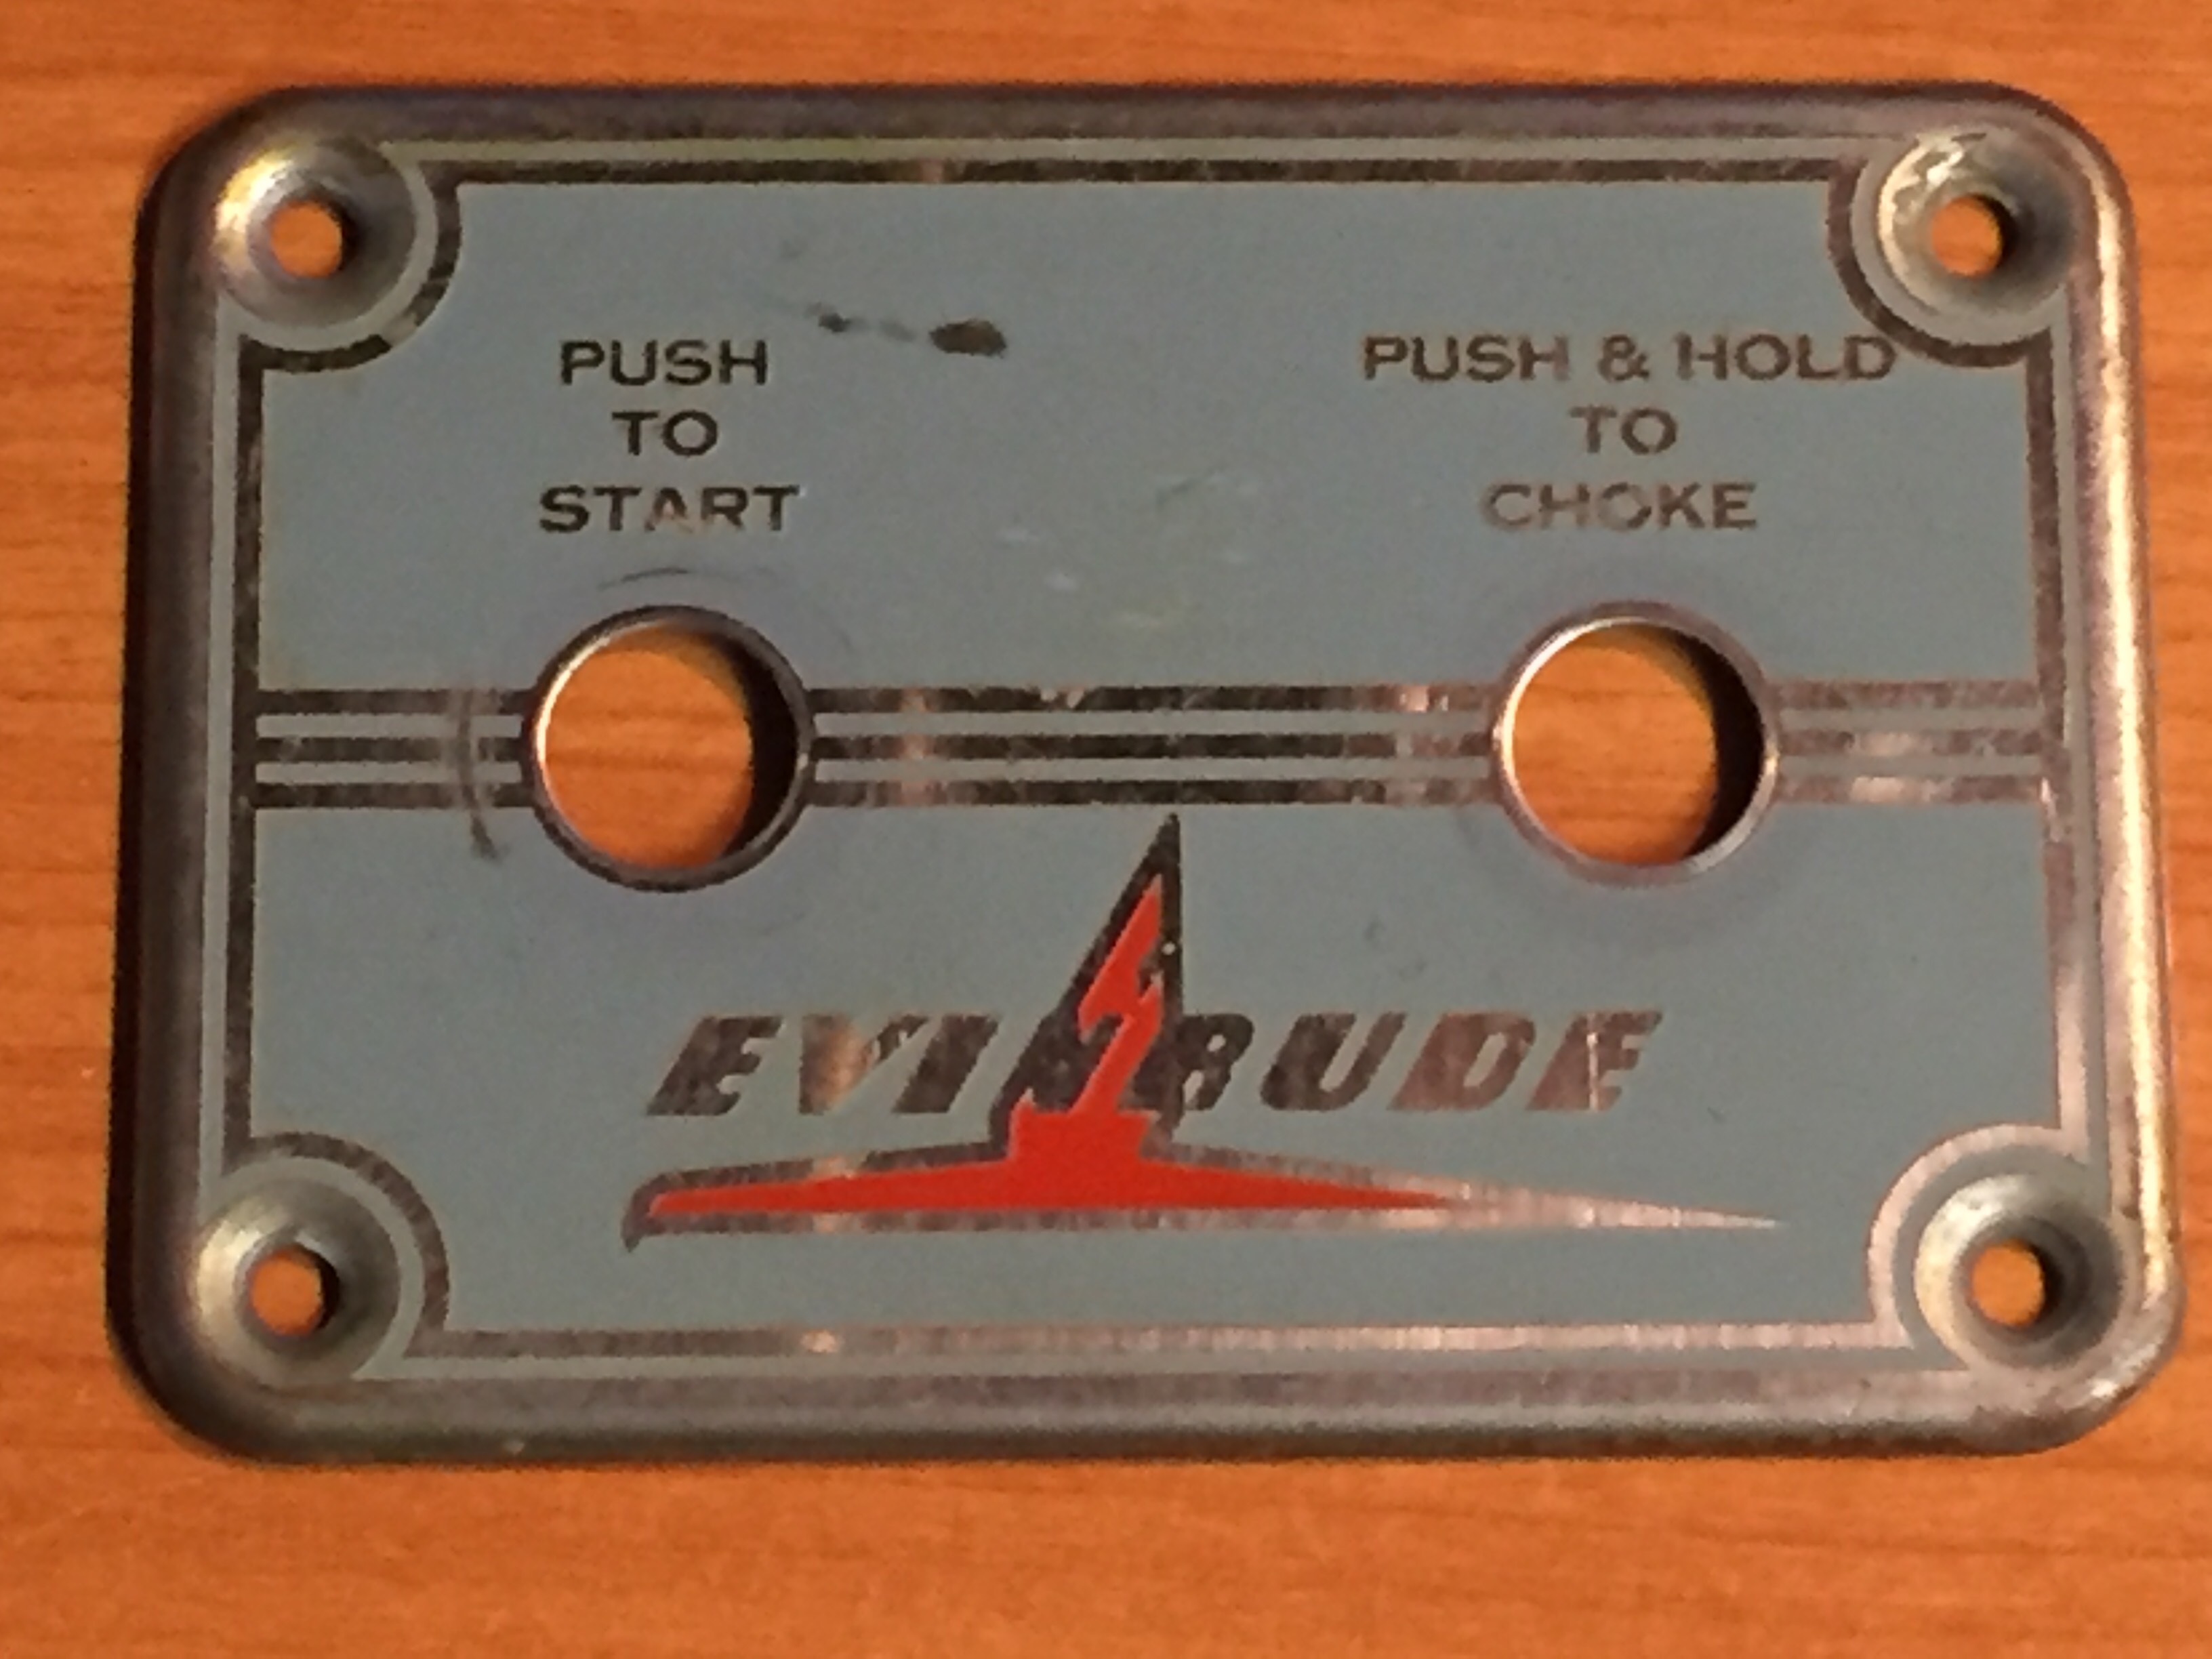 PUSH
TO
START
PUSH & HOLD
TO
CHOKE
EVINRUDE